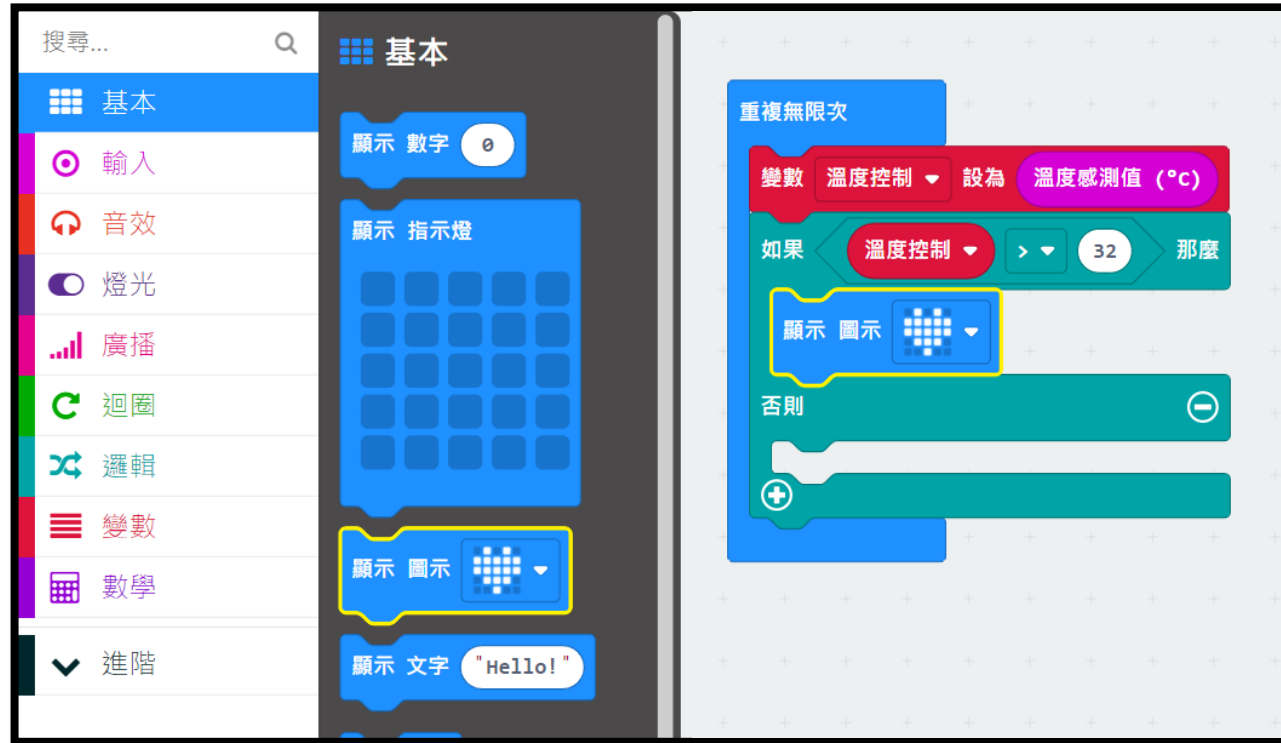 搜尋...
基本
輸入
音效
燈光
廣播
迴圈
邏輯
變數
數學
進階
基本
顯示 數字 0
顯示 指示燈
顯示 圖示
顯示 文字 "Hello!"
重複無限次
變數 溫度控制 設為 溫度感測值 (°C)
如果 溫度控制 > 32 那麼
顯示 圖示
否則